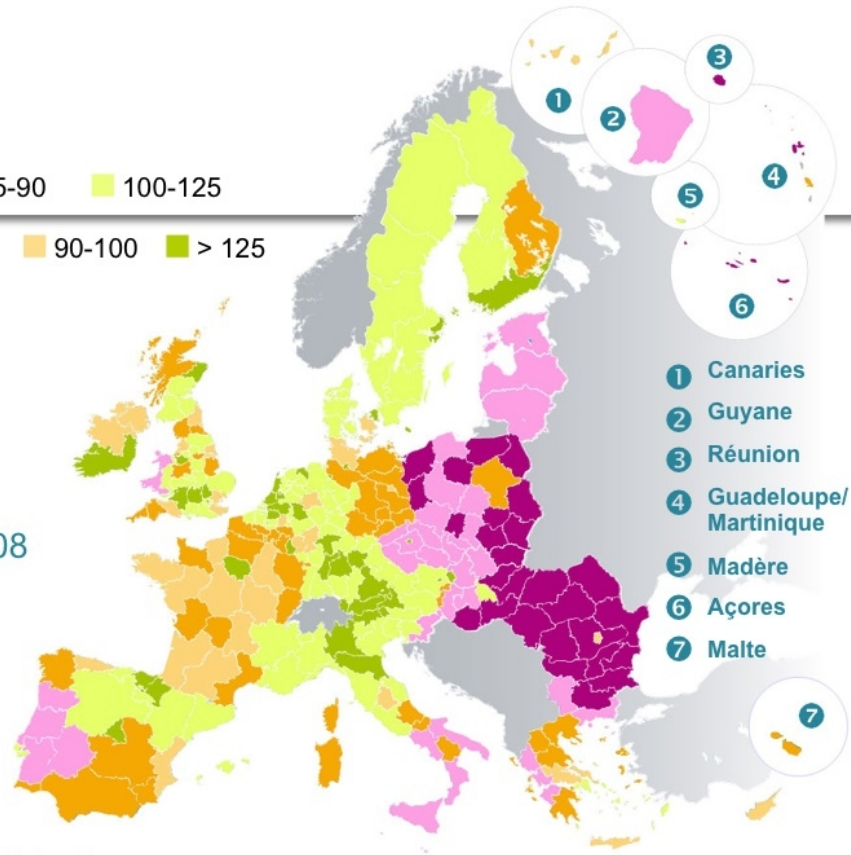 5-90
100-125
90-100
> 125
08
1
2
3
4
5
6
7
1 Canaries
2 Guyane
3 Réunion
4 Guadeloupe/
Martinique
5 Madère
6 Açores
7 Malte